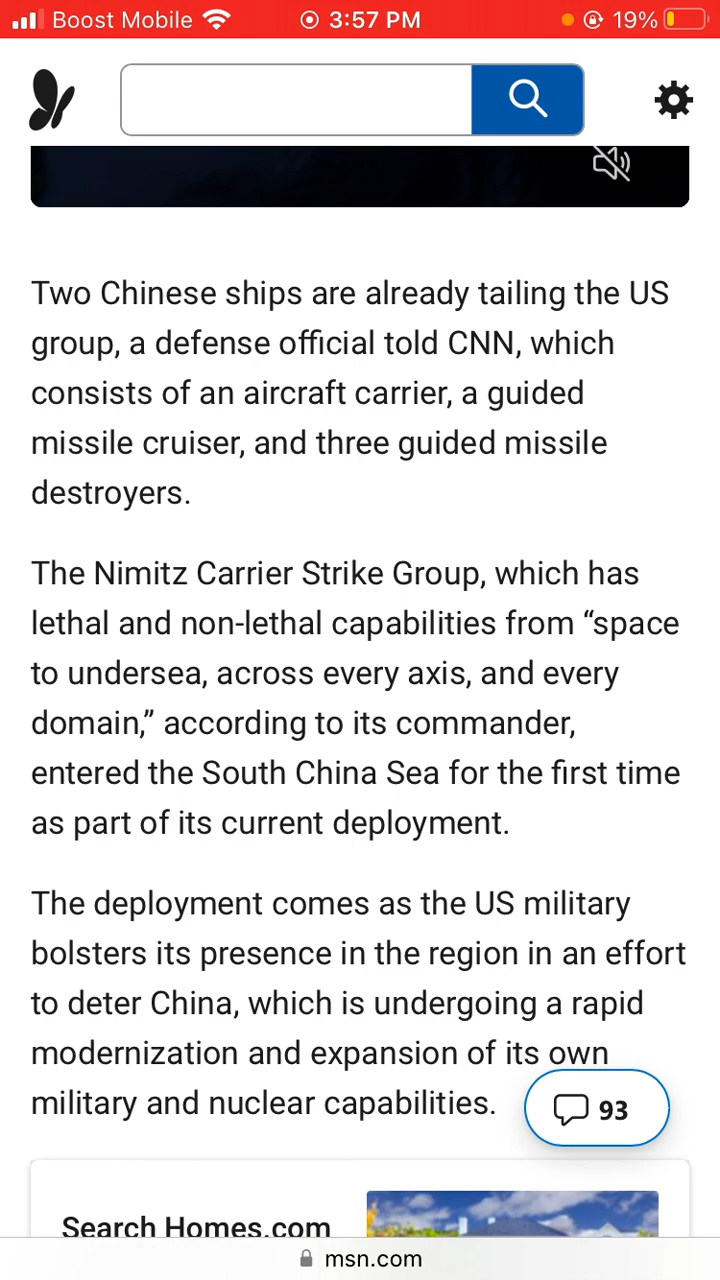 Boost Mobile 3:57 PM 19%
Two Chinese ships are already tailing the US
group, a defense official told CNN, which
consists of an aircraft carrier, a guided
missile cruiser, and three guided missile
destroyers.
The Nimitz Carrier Strike Group, which has
lethal and non-lethal capabilities from “space
to undersea, across every axis, and every
domain,” according to its commander,
entered the South China Sea for the first time
as part of its current deployment.
The deployment comes as the US military
bolsters its presence in the region in an effort
to deter China, which is undergoing a rapid
modernization and expansion of its own
military and nuclear capabilities.
93
Search Homes.com
msn.com